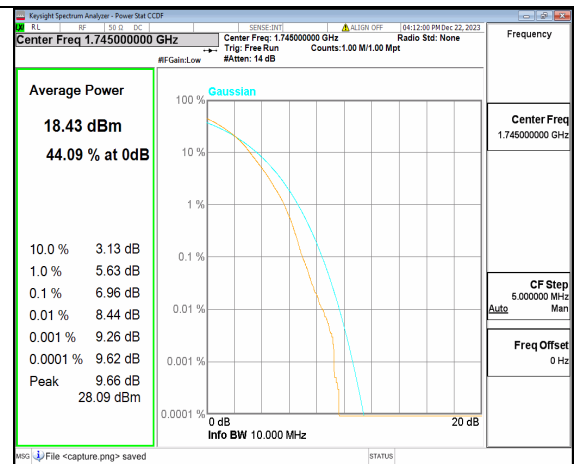 Keysight Spectrum Analyzer - Power Stat CCDF
RL RF 50 Ω DC SENSE:INT ALIGN OFF 04:12:00 PM Dec 22, 2023
Center Freq 1.745000000 GHz
Center Freq: 1.745000000 GHz Radio Std: None
Trig: Free Run Counts:1.00 M/1.00 Mpt
#IFGain:Low #Atten: 14 dB
Frequency
Average Power
18.43 dBm
44.09 % at 0dB
10.0 % 3.13 dB
1.0 % 5.63 dB
0.1 % 6.96 dB
0.01 % 8.44 dB
0.001 % 9.26 dB
0.0001 % 9.62 dB
Peak 9.66 dB
28.09 dBm
Gaussian
100 %
10 %
1 %
0.1 %
0.01 %
0.001 %
0.0001 %
0 dB 20 dB
Info BW 10.000 MHz
Center Freq
1.745000000 GHz
CF Step
5.000000 MHz
Auto Man
Freq Offset
0 Hz
MSG File <capture.png> saved STATUS